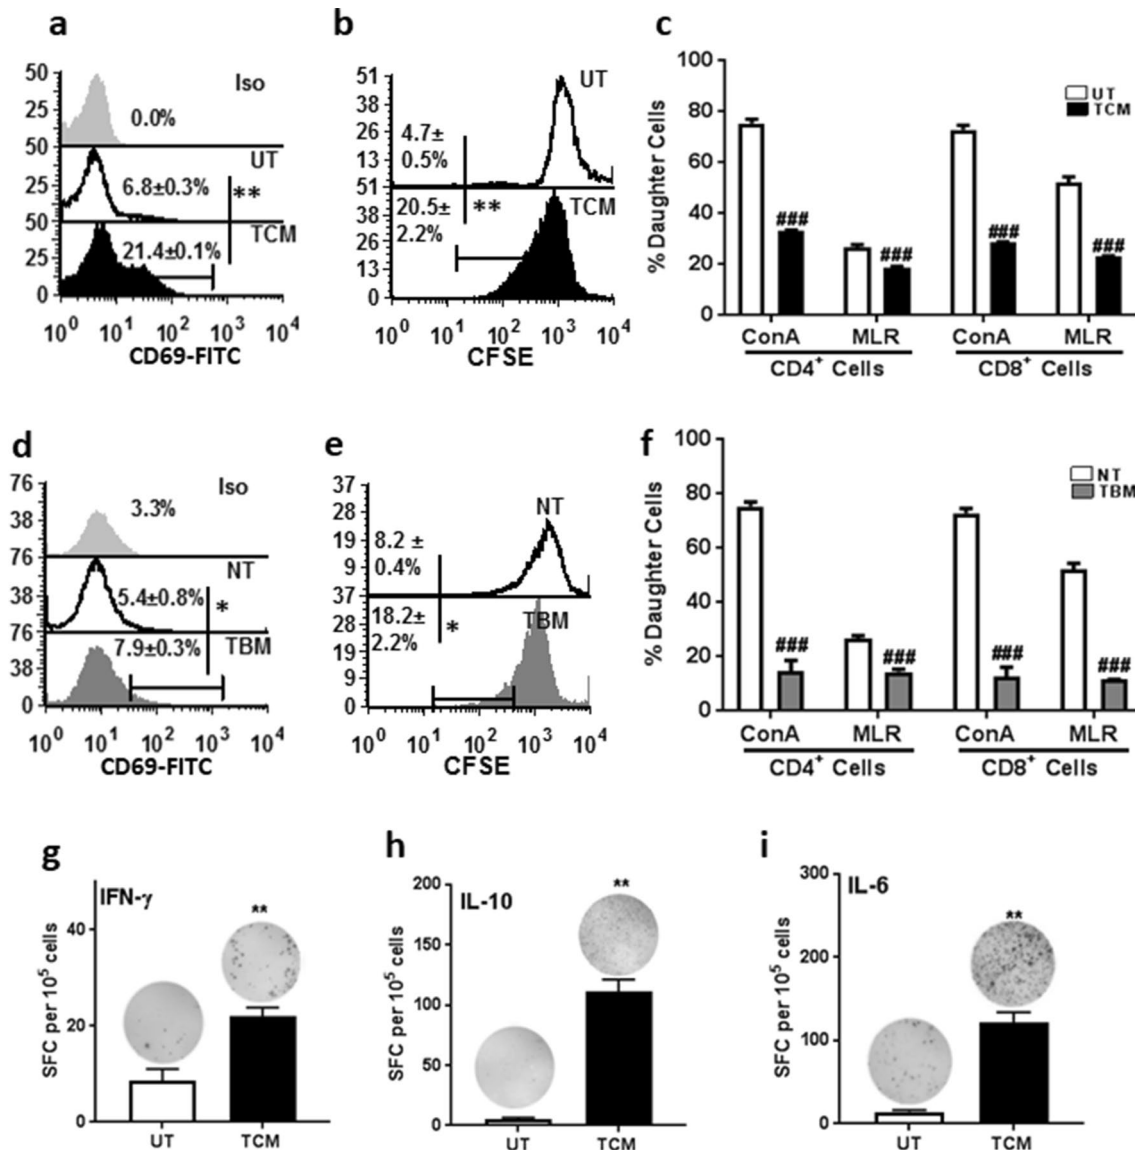 a
50
Iso
25
0.0%
50
UT
25
6.8±0.3%
**
50
TCM
25
21.4±0.1%
0
10⁰ 10¹ 10² 10³ 10⁴
CD69-FITC
b
51
UT
38
4.7±
26
0.5%
13
51
TCM
20.5±
**
38
2.2%
26
13
0
10⁰ 10¹ 10² 10³ 10⁴
CFSE
c
% Daughter Cells
100
80
60
40
20
0
UT
TCM
### ### ### ###
ConA MLR ConA MLR
CD4⁺ Cells CD8⁺ Cells
d
76
Iso
3.3%
38
76
NT
5.4±0.8%
38
*
76
TBM
7.9±0.3%
38
0
10⁰ 10¹ 10² 10³ 10⁴
CD69-FITC
e
37
NT
28
8.2 ±
19
0.4%
9
37
TBM
18.2±
*
28
2.2%
19
9
0
10⁰ 10¹ 10² 10³ 10⁴
CFSE
f
% Daughter Cells
100
80
60
40
20
0
NT
TBM
### ### ### ###
ConA MLR ConA MLR
CD4⁺ Cells CD8⁺ Cells
g
IFN-γ
**
SFC per 10⁵ cells
40
20
0
UT TCM
h
IL-10
**
SFC per 10⁵ cells
200
150
100
50
0
UT TCM
i
IL-6
**
SFC per 10⁵ cells
300
200
100
0
UT TCM